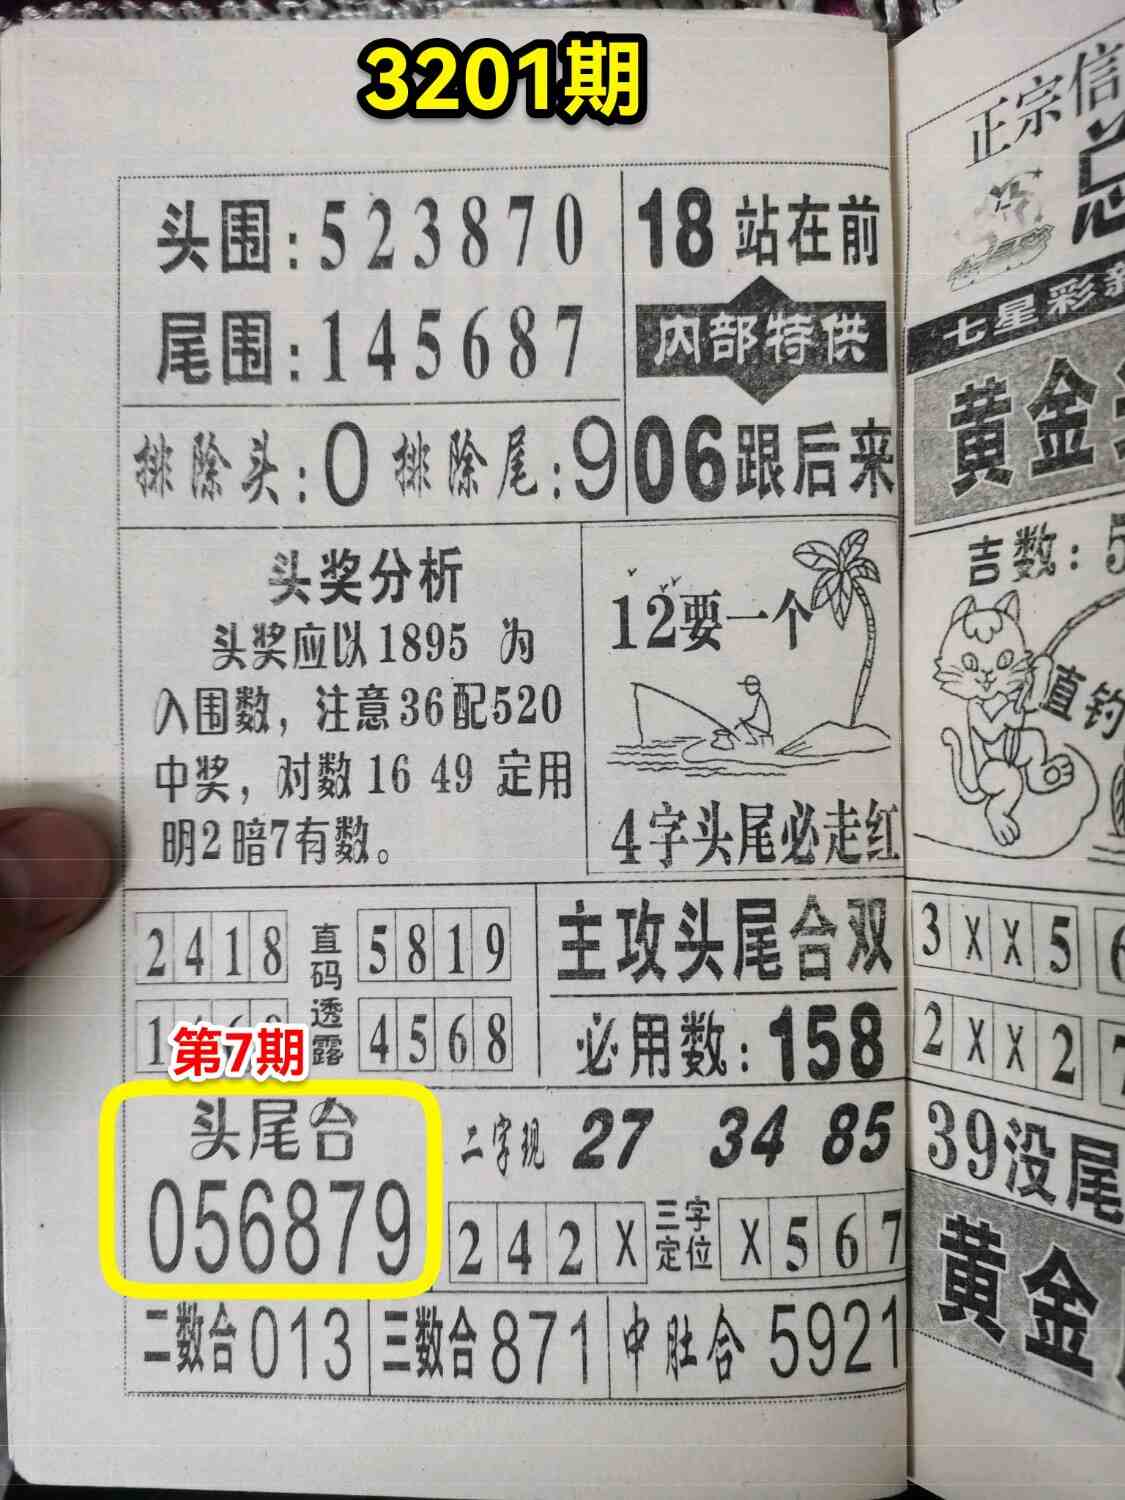 3201期
头围:523870
尾围:145687
18站在前
内部特供
06跟后来
排除头:0 排除尾:9
头奖分析
头奖应以1895 为
入围数，注意36配520
中奖，对数16 49 定用
明2暗7有数。
12要一个
4字头尾必走红
2418
直码透露
5819
4568
第7期
主攻头尾合双
必用数:158
头尾合
056879
二字现 27 34 85
242X
三字定位
X567
二数合013
三数合871
中肚合5921
正宗信
总
七星彩新
黄金
吉数:5
直钓
3XX5
2XX2
39没尾
黄金